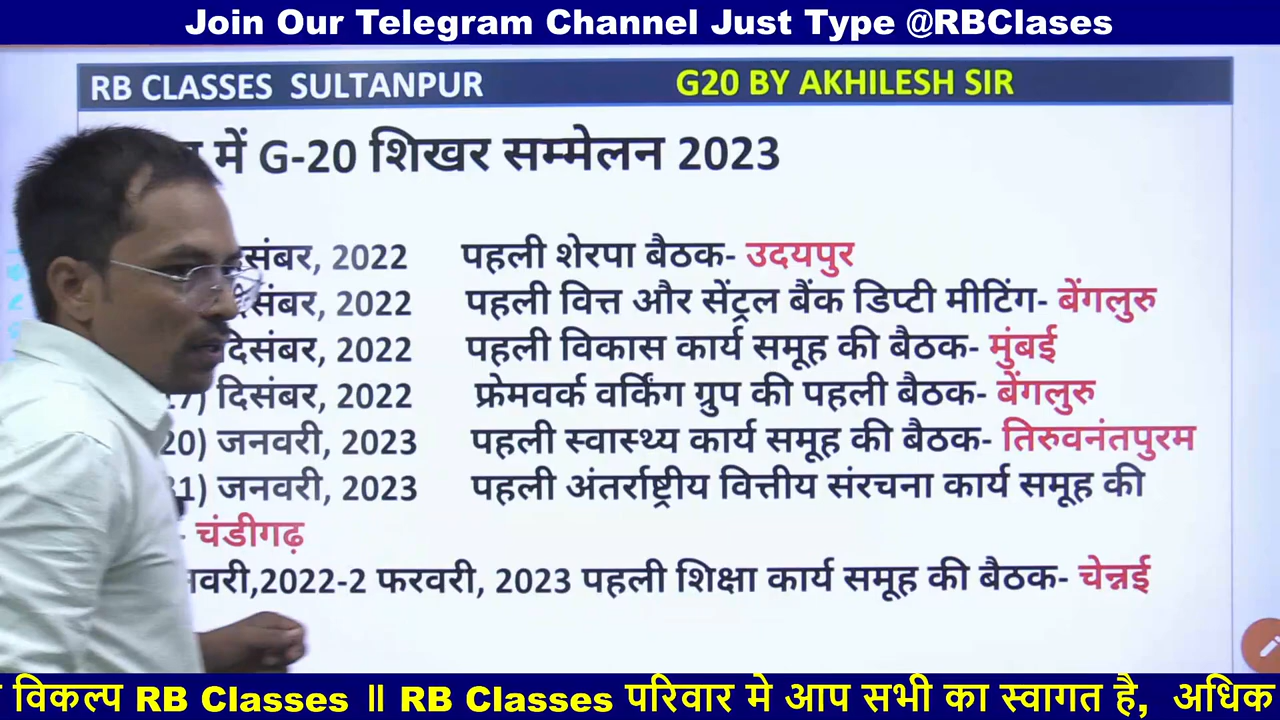 Join Our Telegram Channel Just Type @RBClases
RB CLASSES SULTANPUR G20 BY AKHILESH SIR
में G-20 शिखर सम्मेलन 2023
2022 पहली शेरपा बैठक- उदयपुर
2022 पहली वित्त और सेंट्रल बैंक डिप्टी मीटिंग- बेंगलुरु
दिसंबर, 2022 पहली विकास कार्य समूह की बैठक- मुंबई
दिसंबर, 2022 फ्रेमवर्क वर्किंग ग्रुप की पहली बैठक- बेंगलुरु
20) जनवरी, 2023 पहली स्वास्थ्य कार्य समूह की बैठक- तिरुवनंतपुरम
जनवरी, 2023 पहली अंतर्राष्ट्रीय वित्तीय संरचना कार्य समूह की
- चंडीगढ़
2022-2 फरवरी, 2023 पहली शिक्षा कार्य समूह की बैठक- चेन्नई
विकल्प RB Classes ॥ RB Classes परिवार मे आप सभी का स्वागत है, अधिक